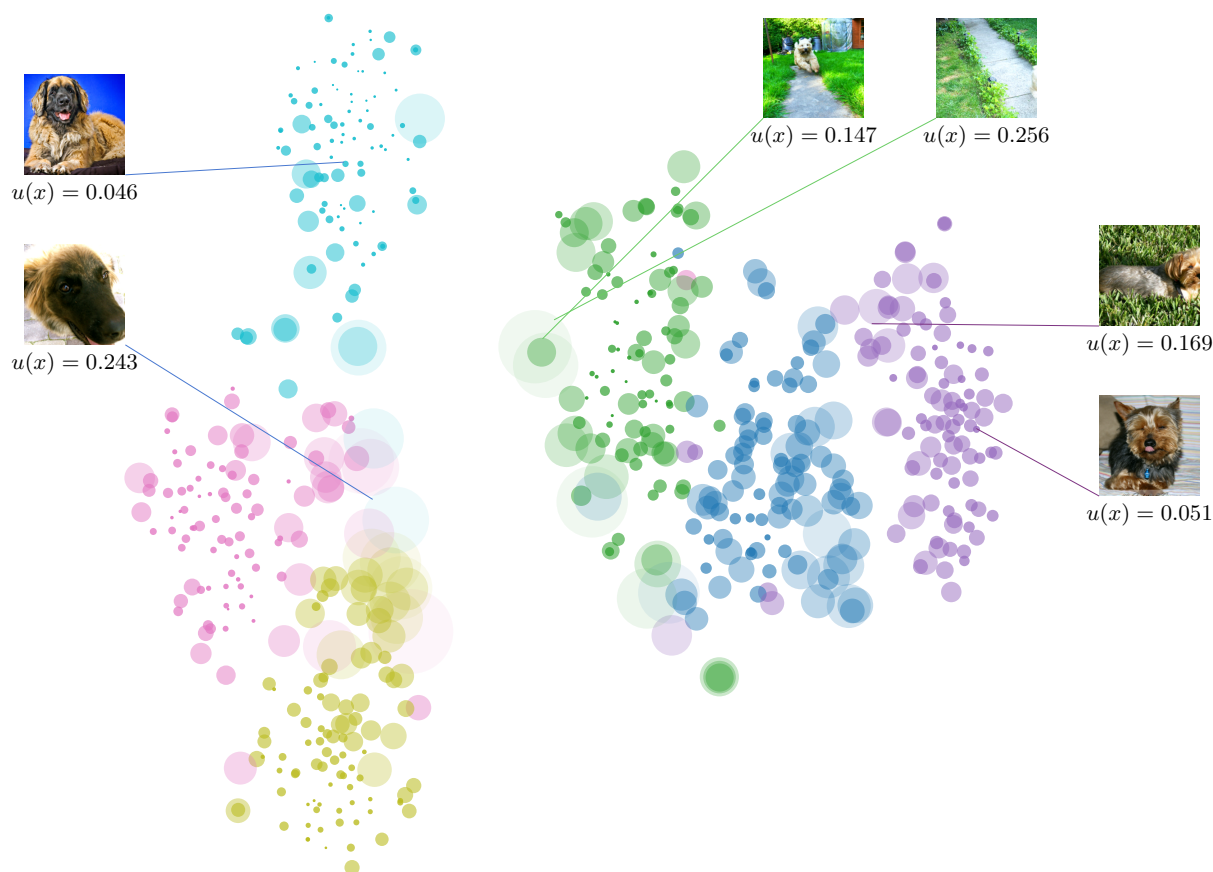 u(x) = 0.147
u(x) = 0.256
u(x) = 0.046
u(x) = 0.243
u(x) = 0.169
u(x) = 0.051